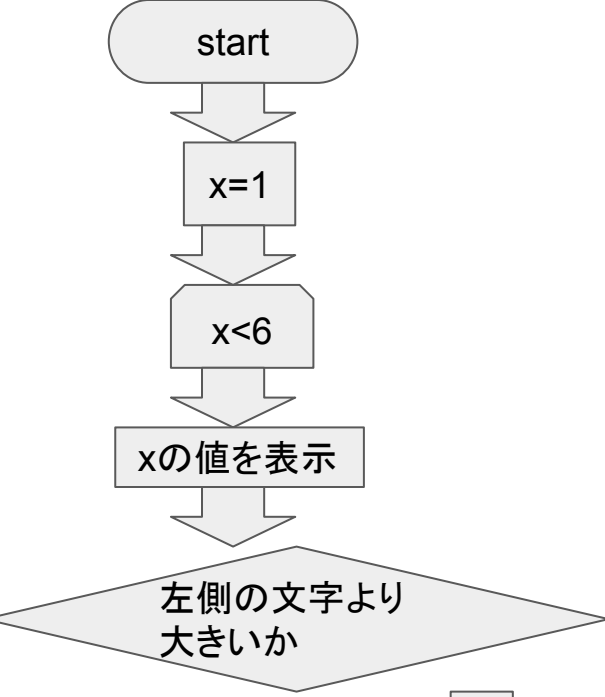 start
x=1
x<6
xの値を表示
左側の文字より
大きいか